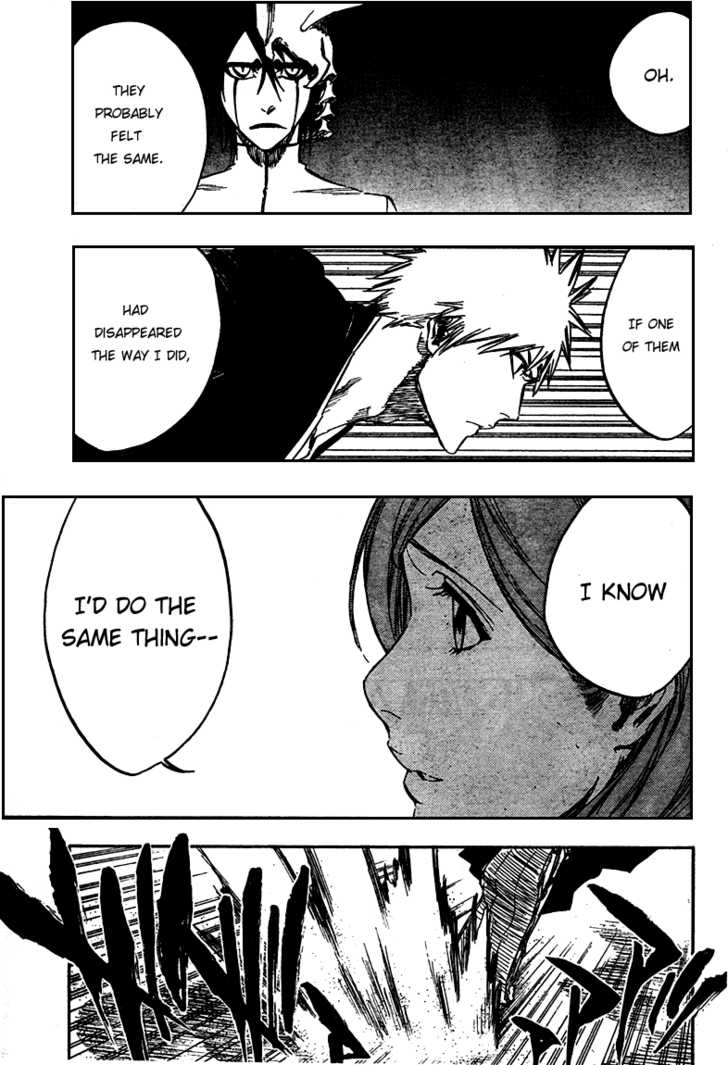 OH.
THEY
PROBABLY
FELT
THE SAME.
IF ONE
OF THEM
HAD
DISAPPEARED
THE WAY I DID,
I KNOW
I'D DO THE
SAME THING--